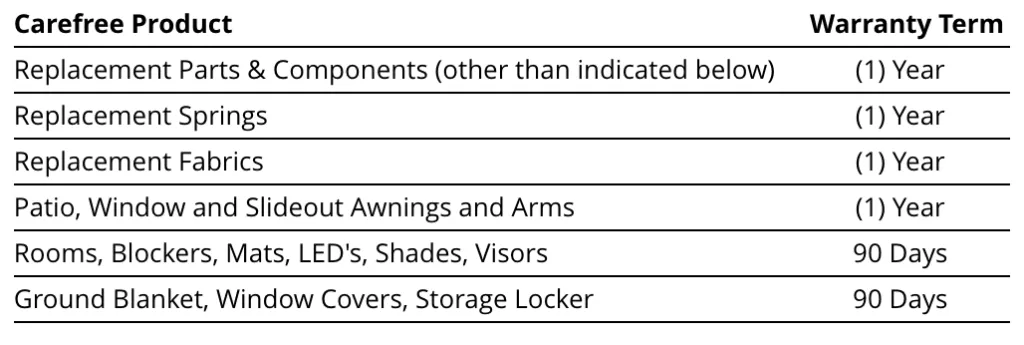 Carefree Product Warranty Term
Replacement Parts & Components (other than indicated below) (1) Year
Replacement Springs (1) Year
Replacement Fabrics (1) Year
Patio, Window and Slideout Awnings and Arms (1) Year
Rooms, Blockers, Mats, LED's, Shades, Visors 90 Days
Ground Blanket, Window Covers, Storage Locker 90 Days